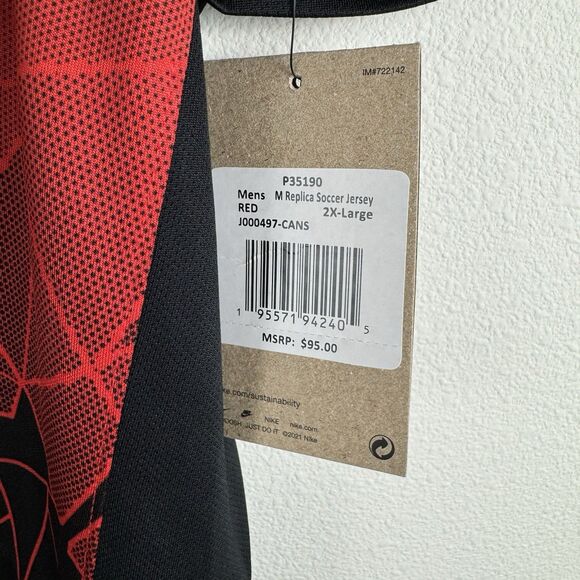 IM#722142
P35190
Mens M Replica Soccer Jersey
RED 2X-Large
J000497-CANS
1 95571 94240 5
MSRP: $95.00
.com/sustainability
NIKE nike.com
JUST DO IT ©2021 Nike